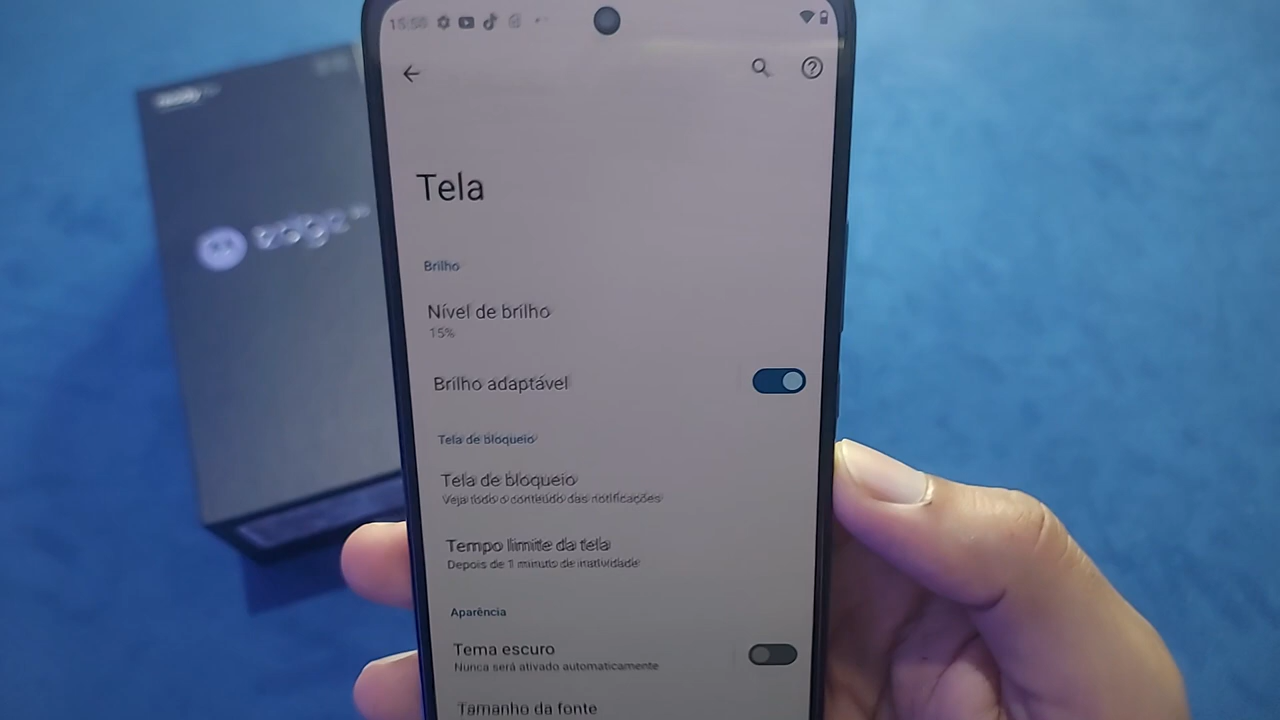 Tela
Brilho
Nível de brilho
15%
Brilho adaptável
Tela de bloqueio
Tela de bloqueio
Veja todo o conteúdo das notificações
Tempo limite da tela
Depois de 1 minuto de inatividade
Aparência
Tema escuro
Nunca será ativado automaticamente
Tamanho da fonte
edge